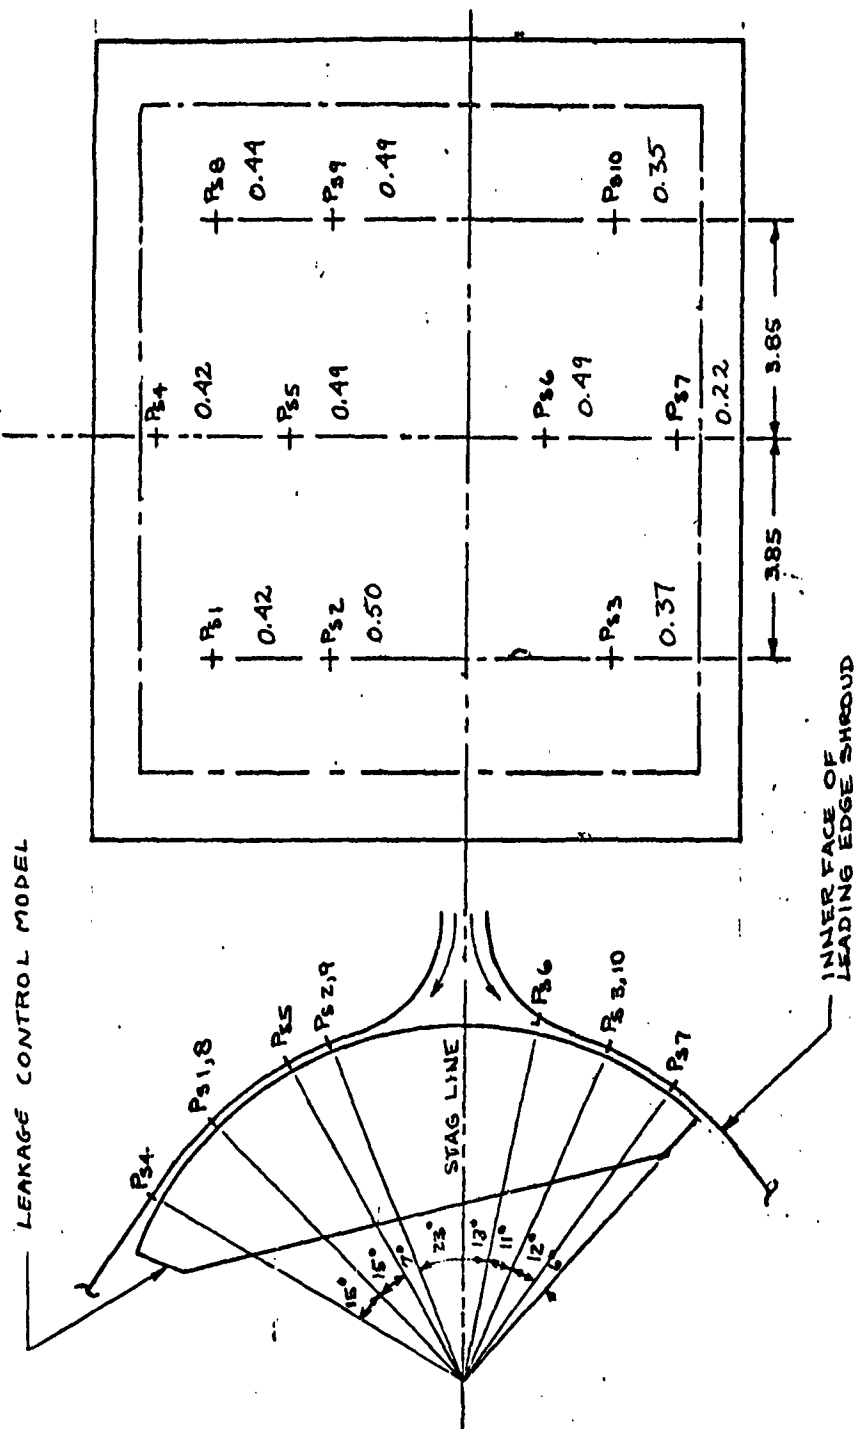 LEAKAGE CONTROL MODEL
Ps4
Ps1,8
Ps5
Ps2,9
Ps6
Ps3,10
Ps7
STAG LINE
15°
15°
7°
23°
13°
11°
12°
6°
INNER FACE OF
LEADING EDGE SHROUD
Ps1
0.42
Ps2
0.50
Ps3
0.37
Ps4
0.42
Ps5
0.49
Ps6
0.49
Ps7
0.22
Ps8
0.44
Ps9
0.49
Ps10
0.35
3.85
3.85